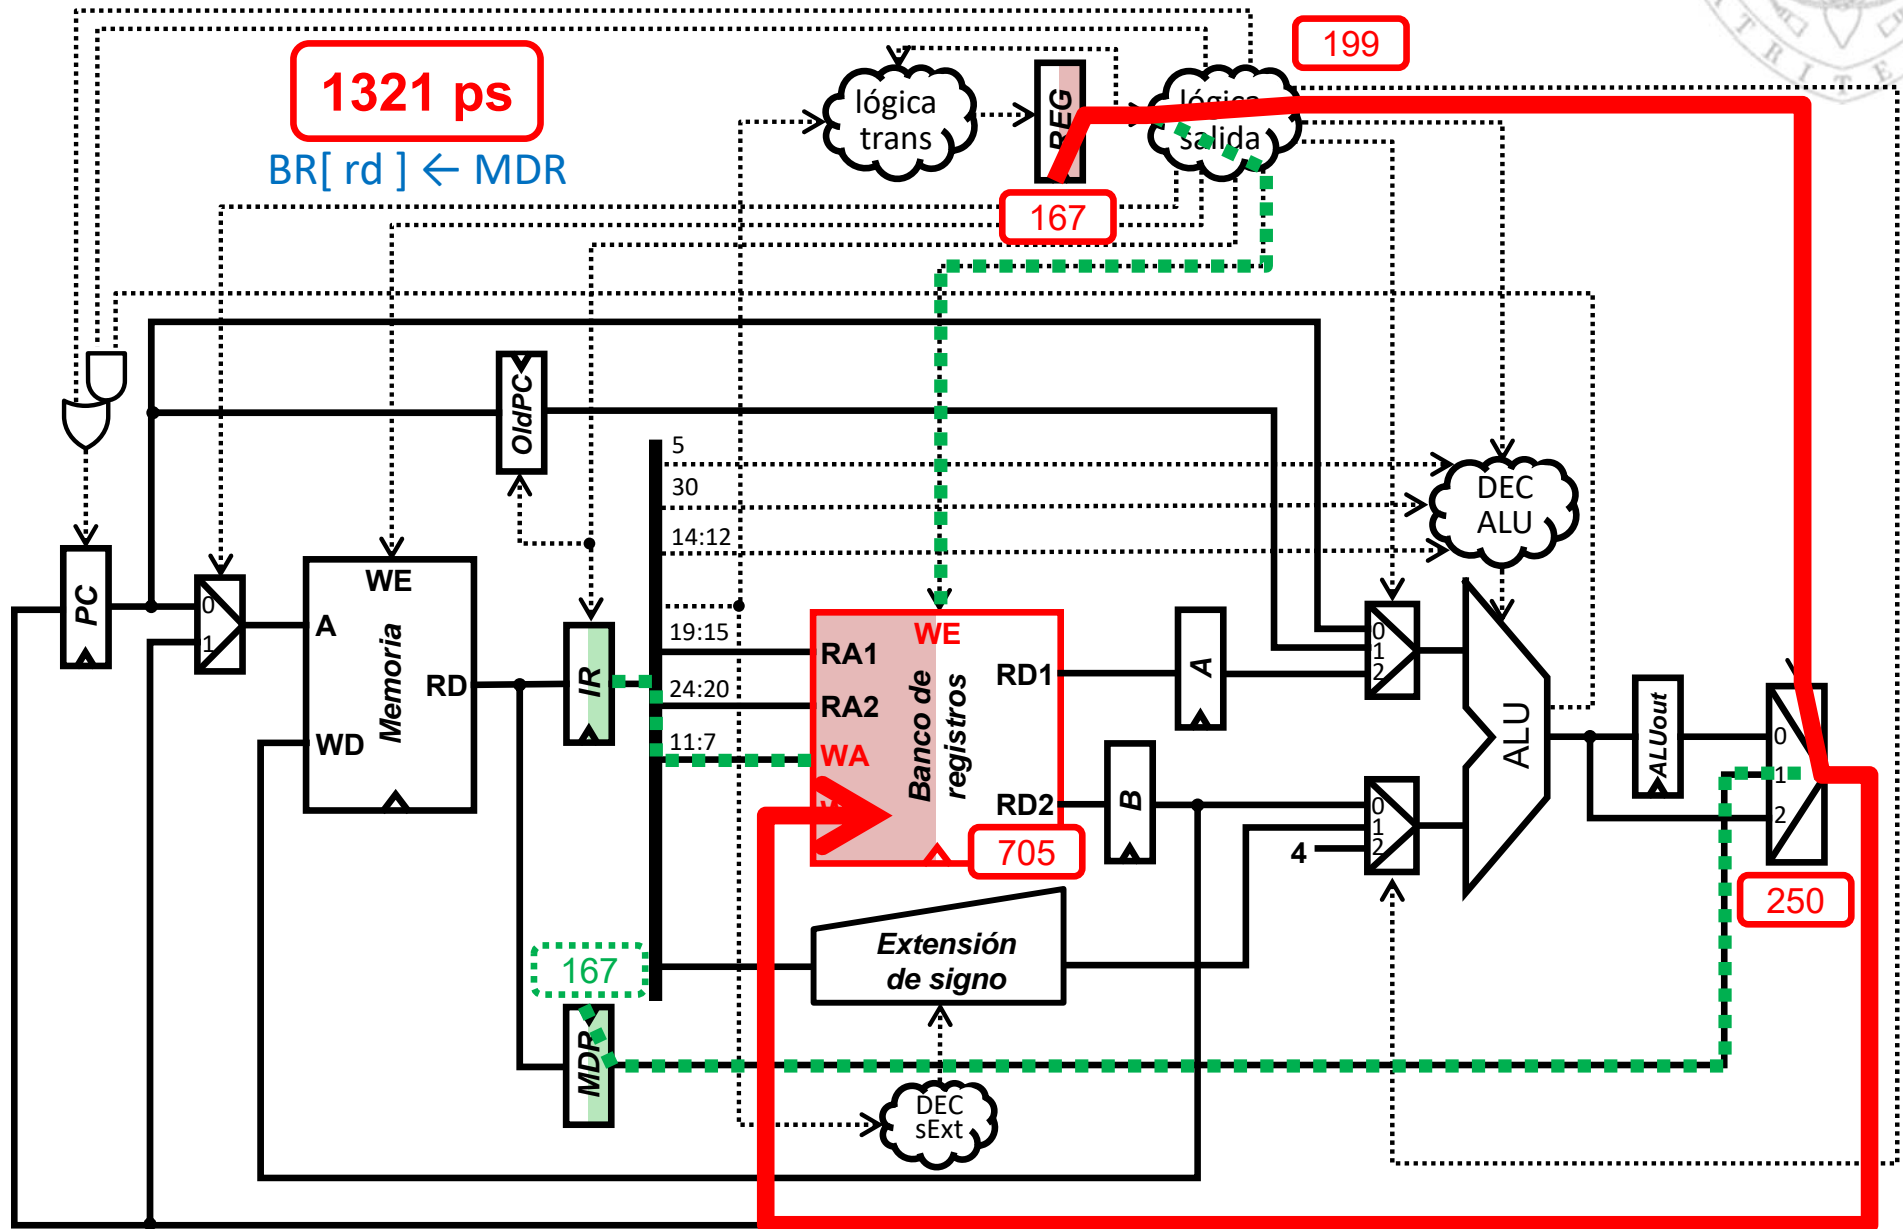 TRITE
199
1321 ps
BR[ rd ] ← MDR
lógica
trans
REG
lógica
salida
167
OldPC
5
30
14:12
19:15
24:20
11:7
DEC
ALU
PC
0
1
WE
A
Memoria
RD
WD
IR
WE
RA1
RA2
WA
Banco de
registros
RD1
RD2
705
A
B
0
1
2
0
1
2
4
ALU
ALUout
0
1
2
250
Extensión
de signo
167
MDR
DEC
sExt